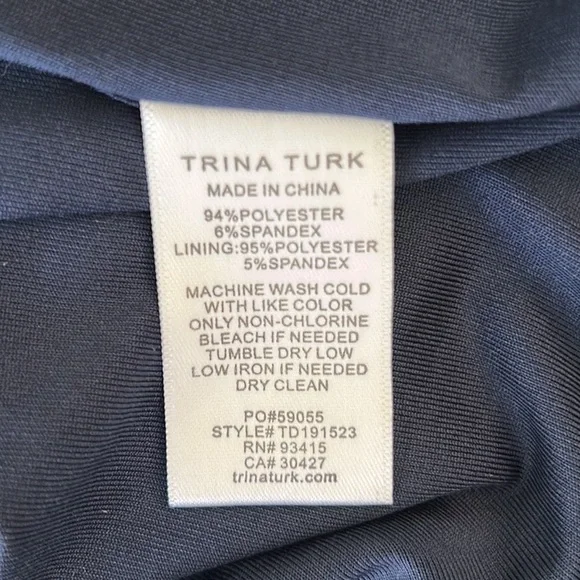 TRINA TURK
MADE IN CHINA
94%POLYESTER
6%SPANDEX
LINING:95%POLYESTER
5%SPANDEX
MACHINE WASH COLD
WITH LIKE COLOR
ONLY NON-CHLORINE
BLEACH IF NEEDED
TUMBLE DRY LOW
LOW IRON IF NEEDED
DRY CLEAN
PO#59055
STYLE# TD191523
RN# 93415
CA# 30427
trinaturk.com